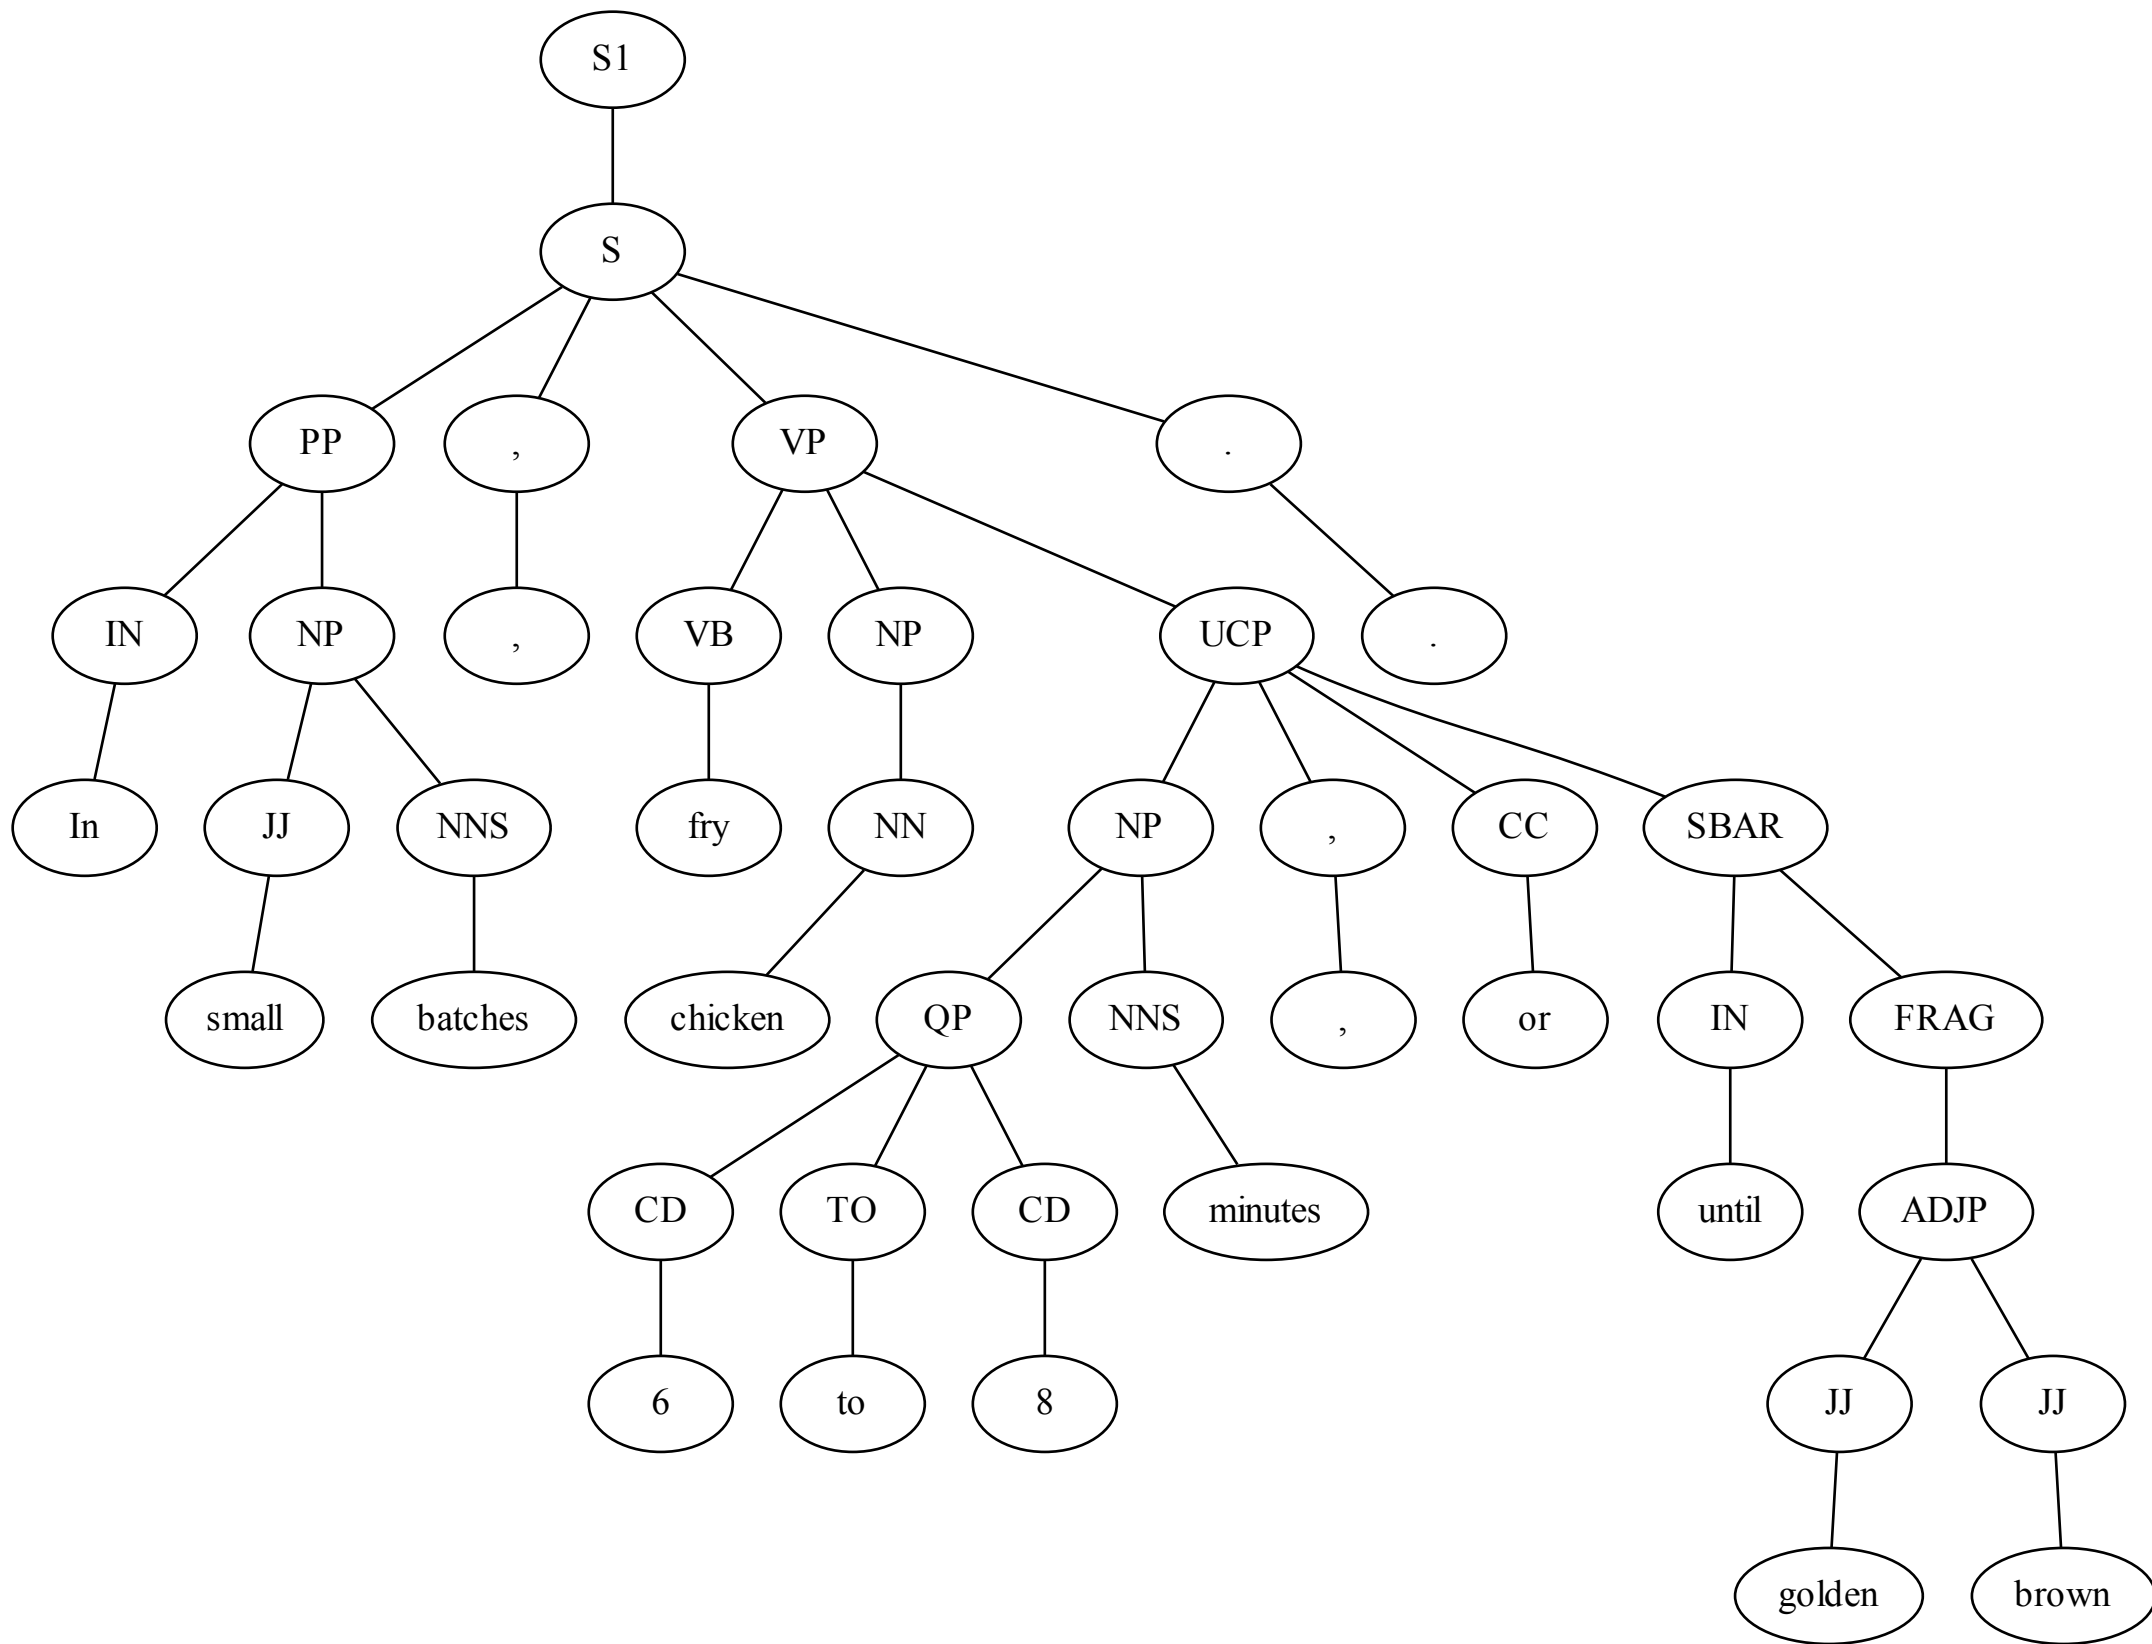 S1
S
PP , VP .
IN NP , VB NP UCP .
In JJ NNS fry NN NP , CC SBAR
small batches chicken QP NNS , or IN FRAG
CD TO CD minutes until ADJP
6 to 8 JJ JJ
golden brown